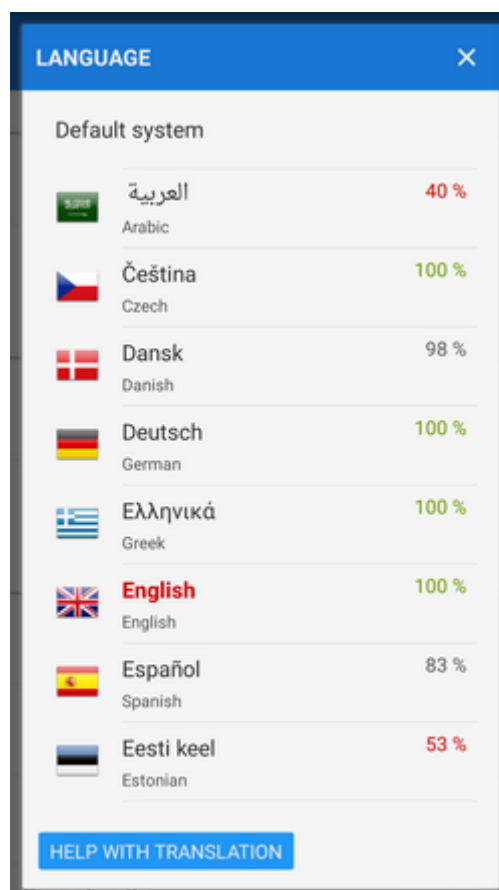 LANGUAGE
Default system
العربية
40 %
Arabic
Čeština
100 %
Czech
Dansk
98 %
Danish
Deutsch
100 %
German
Ελληνικά
100 %
Greek
English
100 %
English
Español
83 %
Spanish
Eesti keel
53 %
Estonian
HELP WITH TRANSLATION